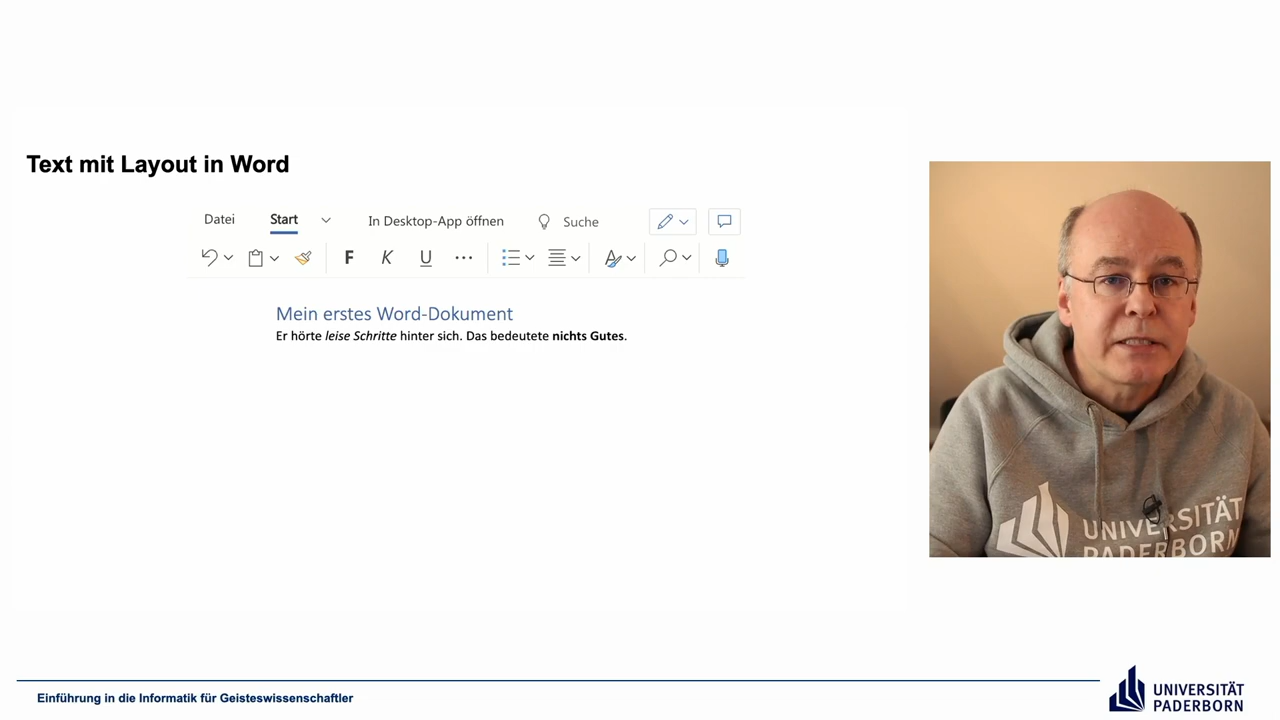 Text mit Layout in Word
Datei Start In Desktop-App öffnen Suche
F K U
Mein erstes Word-Dokument
Er hörte leise Schritte hinter sich. Das bedeutete nichts Gutes.
UNIVERSITÄT
PADERBORN
Einführung in die Informatik für Geisteswissenschaftler
UNIVERSITÄT
PADERBORN